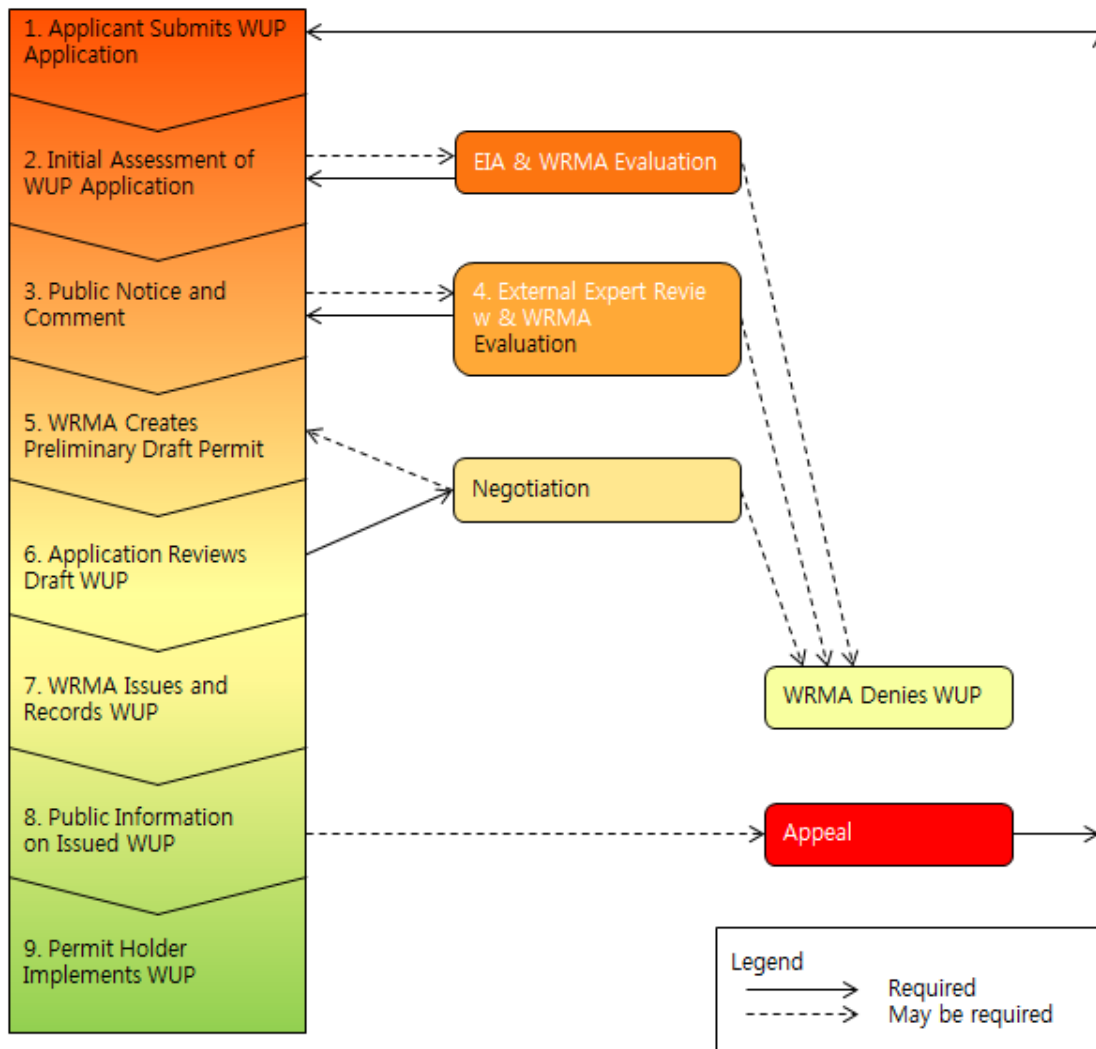 1. Applicant Submits WUP
Application
2. Initial Assessment of
WUP Application
EIA & WRMA Evaluation
3. Public Notice and
Comment
4. External Expert Revie
w & WRMA
Evaluation
5. WRMA Creates
Preliminary Draft Permit
Negotiation
6. Application Reviews
Draft WUP
7. WRMA Issues and
Records WUP
WRMA Denies WUP
8. Public Information
on Issued WUP
Appeal
9. Permit Holder
Implements WUP
Legend
Required
May be required